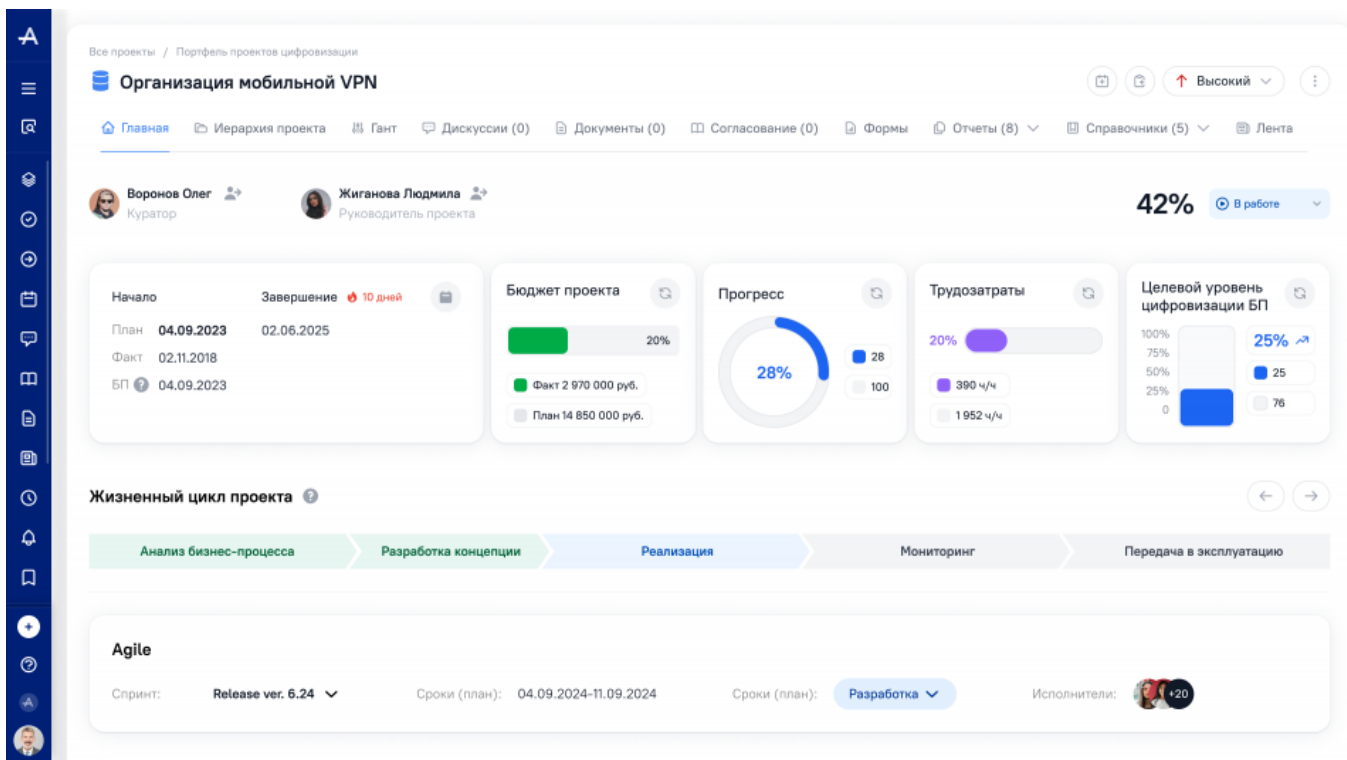 Все проекты / Портфель проектов цифровизации
Организация мобильной VPN
Высокий
Главная Иерархия проекта Гант Дискуссии (0) Документы (0) Согласование (0) Формы Отчеты (8) Справочники (5) Лента
Воронов Олег
Куратор
Жиганова Людмила
Руководитель проекта
42%
В работе
Начало Завершение 10 дней
План 04.09.2023 02.06.2025
Факт 02.11.2018
БП ? 04.09.2023
Бюджет проекта
20%
Факт 2 970 000 руб.
План 14 850 000 руб.
Прогресс
28%
28
100
Трудозатраты
20%
390 ч/ч
1 952 ч/ч
Целевой уровень
цифровизации БП
100%
75%
50%
25%
0
25%
25
76
Жизненный цикл проекта ?
Анализ бизнес-процесса Разработка концепции Реализация Мониторинг Передача в эксплуатацию
Agile
Спринт: Release ver. 6.24 Сроки (план): 04.09.2024-11.09.2024 Сроки (план): Разработка Исполнители: +20